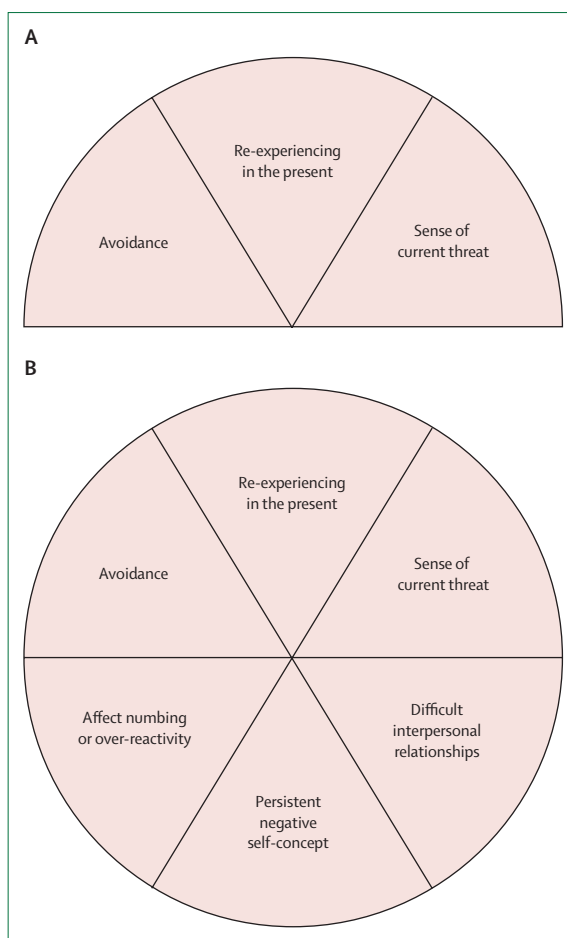 A
Re-experiencing
in the present
Avoidance
Sense of
current threat
B
Re-experiencing
in the present
Avoidance
Sense of
current threat
Affect numbing
or over-reactivity
Difficult
interpersonal
relationships
Persistent
negative
self-concept